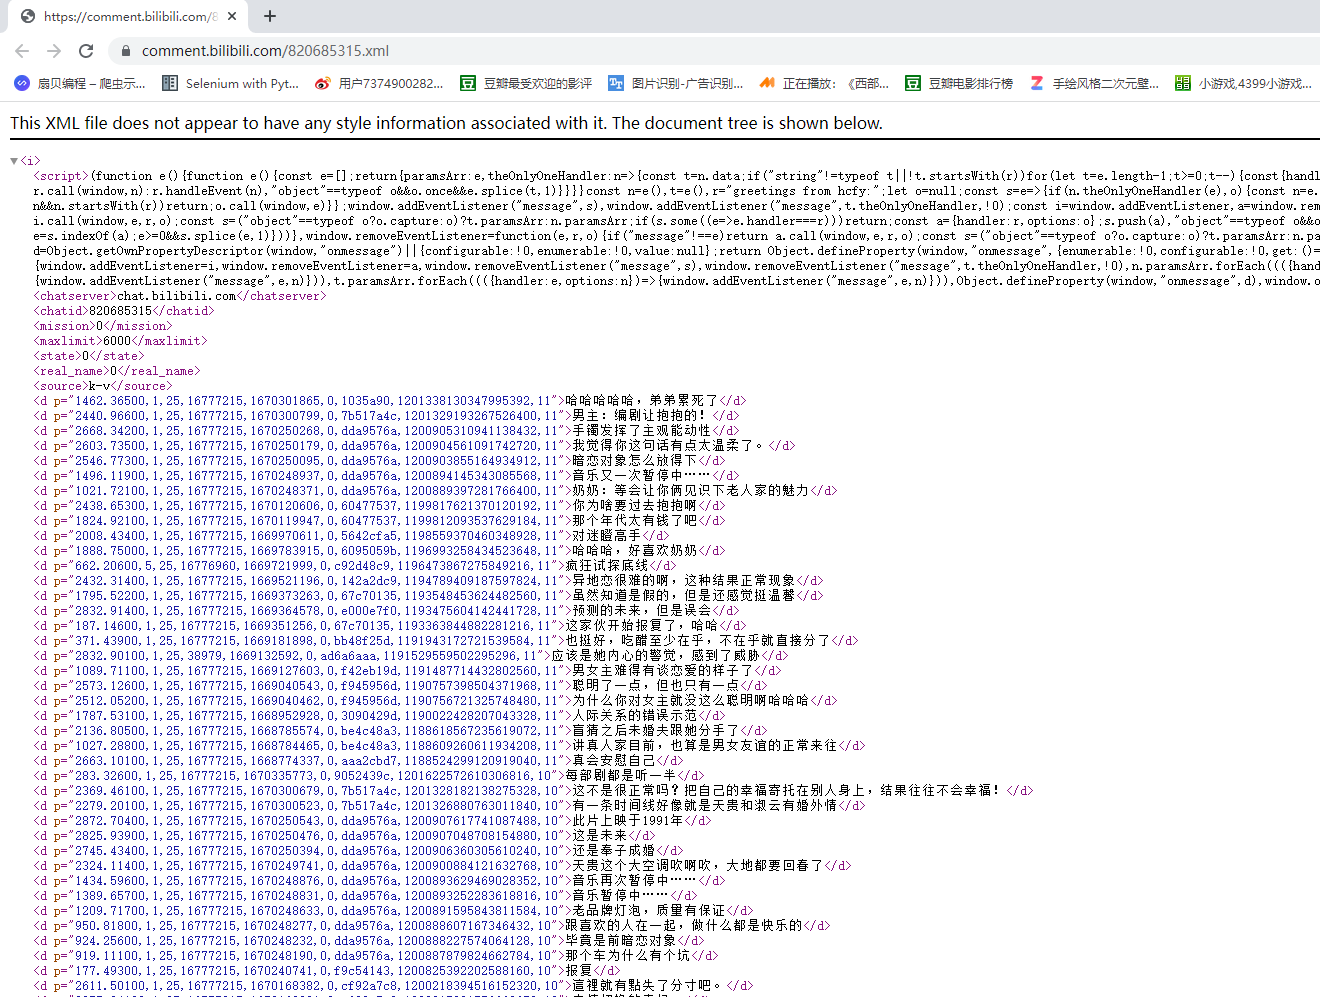 https://comment.bilibili.com/8
comment.bilibili.com/820685315.xml
扇贝编程 – 爬虫示... Selenium with Pyt... 用户7374900282... 豆瓣最受欢迎的影评 图片识别-广告识别... 正在播放：《西部... 豆瓣电影排行榜 手绘风格二次元壁... 小游戏,4399小游戏...
This XML file does not appear to have any style information associated with it. The document tree is shown below.
<i>
<script>(function e(){function e(){const e=[];return{paramsArr:e,theOnlyOneHandler:n=>{const t=n.data;if("string"!=typeof t||!t.startsWith(r))for(let t=e.length-1;t>=0;t--){const{handl
r.call(window,n):r.handleEvent(n),"object"==typeof o&&o.once&&e.splice(t,1)}}}}const n=e(),t=e(),r="greetings from hcfy:";let o=null;const s=e=>{if(n.theOnlyOneHandler(e),o){const n=e.
n&&n.startsWith(r))return;o.call(window,e)}};window.addEventListener("message",s),window.addEventListener("message",t.theOnlyOneHandler,!0);const i=window.addEventListener,a=window.rem
i.call(window,e,r,o);const s=("object"==typeof o?o.capture:o)?t.paramsArr:n.paramsArr;if(s.some((e=>e.handler===r)))return;const a={handler:r,options:o};s.push(a),"object"==typeof o&&o
e=s.indexOf(a);e>=0&&s.splice(e,1)}))},window.removeEventListener=function(e,r,o){if("message"!==e)return a.call(window,e,r,o);const s=("object"==typeof o?o.capture:o)?t.paramsArr:n.pa
d=Object.getOwnPropertyDescriptor(window,"onmessage")||{configurable:!0,enumerable:!0,value:null};return Object.defineProperty(window,"onmessage",{enumerable:!0,configurable:!0,get:()=
{window.addEventListener=i,window.removeEventListener=a,window.removeEventListener("message",s),window.removeEventListener("message",t.theOnlyOneHandler,!0),n.paramsArr.forEach((({hand
{window.addEventListener("message",e,n)})),t.paramsArr.forEach((({handler:e,options:n})=>{window.addEventListener("message",e,n)})),Object.defineProperty(window,"onmessage",d),window.o
<chatserver>chat.bilibili.com</chatserver>
<chatid>820685315</chatid>
<mission>0</mission>
<maxlimit>6000</maxlimit>
<state>0</state>
<real_name>0</real_name>
<source>k-v</source>
<d p="1462.36500,1,25,16777215,1670301865,0,1035a90,1201338130347995392,11">哈哈哈哈哈，弟弟累死了</d>
<d p="2440.96600,1,25,16777215,1670300799,0,7b517a4c,1201329193267526400,11">男主：编剧让抱抱的！</d>
<d p="2668.34200,1,25,16777215,1670250268,0,dda9576a,1200905310941138432,11">手镯发挥了主观能动性</d>
<d p="2603.73500,1,25,16777215,1670250179,0,dda9576a,1200904561091742720,11">我觉得你这句话有点太温柔了。</d>
<d p="2546.77300,1,25,16777215,1670250095,0,dda9576a,1200903855164934912,11">暗恋对象怎么放得下</d>
<d p="1496.11900,1,25,16777215,1670248937,0,dda9576a,1200894145343085568,11">音乐又一次暂停中……</d>
<d p="1021.72100,1,25,16777215,1670248371,0,dda9576a,1200889397281766400,11">奶奶：等会让你俩见识下老人家的魅力</d>
<d p="2438.65300,1,25,16777215,1670120606,0,60477537,1199817621370120192,11">你为啥要过去抱抱啊</d>
<d p="1824.92100,1,25,16777215,1670119947,0,60477537,1199812093537629184,11">那个年代太有钱了吧</d>
<d p="2008.43400,1,25,16777215,1669970611,0,5642cfa5,1198559370460348928,11">对迷瞪高手</d>
<d p="1888.75000,1,25,16777215,1669783915,0,6095059b,1196993258434523648,11">哈哈哈，好喜欢奶奶</d>
<d p="662.20600,5,25,16776960,1669721999,0,c92d48c9,1196473867275849216,11">疯狂试探底线</d>
<d p="2432.31400,1,25,16777215,1669521196,0,142a2dc9,1194789409187597824,11">异地恋很难的啊，这种结果正常现象</d>
<d p="1795.52200,1,25,16777215,1669373263,0,67c70135,1193548453624482560,11">虽然知道是假的，但是还感觉挺温馨</d>
<d p="2832.91400,1,25,16777215,1669364578,0,e000e7f0,1193475604142441728,11">预测的未来，但是误会</d>
<d p="187.14600,1,25,16777215,1669351256,0,67c70135,1193363844882281216,11">这家伙开始报复了，哈哈</d>
<d p="371.43900,1,25,16777215,1669181898,0,bb48f25d,1191943172721539584,11">也挺好，吃醋至少在乎，不在乎就直接分了</d>
<d p="2832.90100,1,25,38979,1669132592,0,ad6a6aaa,1191529559502295296,11">应该是她内心的警觉，感到了威胁</d>
<d p="1089.71100,1,25,16777215,1669127603,0,f42eb19d,1191487714432802560,11">男女主难得有谈恋爱的样子了</d>
<d p="2573.12600,1,25,16777215,1669040543,0,f945956d,1190757398504371968,11">聪明了一点，但也只有一点</d>
<d p="2512.05200,1,25,16777215,1669040462,0,f945956d,1190756721325748480,11">为什么你对女主就没这么聪明啊哈哈哈</d>
<d p="1787.53100,1,25,16777215,1668952928,0,3090429d,1190022428207043328,11">人际关系的错误示范</d>
<d p="2136.80500,1,25,16777215,1668785574,0,be4c48a3,1188618567235619072,11">盲猜之后未婚夫跟她分手了</d>
<d p="1027.28800,1,25,16777215,1668784465,0,be4c48a3,1188609260611934208,11">讲真人家目前，也算是男女友谊的正常来往</d>
<d p="2663.10100,1,25,16777215,1668774337,0,aaa2cbd7,1188524299120919040,11">真会安慰自己</d>
<d p="283.32600,1,25,16777215,1670335773,0,9052439c,1201622572610306816,10">每部剧都是听一半</d>
<d p="2369.46100,1,25,16777215,1670300679,0,7b517a4c,1201328182138275328,10">这不是很正常吗？把自己的幸福寄托在别人身上，结果往往不会幸福！</d>
<d p="2279.20100,1,25,16777215,1670300523,0,7b517a4c,1201326880763011840,10">有一条时间线好像就是天贵和淑云有婚外情</d>
<d p="2872.70400,1,25,16777215,1670250543,0,dda9576a,1200907617741087488,10">此片上映于1991年</d>
<d p="2825.93900,1,25,16777215,1670250476,0,dda9576a,1200907048708154880,10">这是未来</d>
<d p="2745.43400,1,25,16777215,1670250394,0,dda9576a,1200906360305610240,10">还是奉子成婚</d>
<d p="2324.11400,1,25,16777215,1670249741,0,dda9576a,1200900884121632768,10">天贵这个大空调吹啊吹，大地都要回春了</d>
<d p="1434.59600,1,25,16777215,1670248876,0,dda9576a,1200893629469028352,10">音乐再次暂停中……</d>
<d p="1389.65700,1,25,16777215,1670248831,0,dda9576a,1200893252283618816,10">音乐暂停中……</d>
<d p="1209.71700,1,25,16777215,1670248633,0,dda9576a,1200891595843811584,10">老品牌灯泡，质量有保证</d>
<d p="950.81800,1,25,16777215,1670248277,0,dda9576a,1200888607167346432,10">跟喜欢的人在一起，做什么都是快乐的</d>
<d p="924.25600,1,25,16777215,1670248232,0,dda9576a,1200888227574064128,10">毕竟是前暗恋对象</d>
<d p="919.11100,1,25,16777215,1670248190,0,dda9576a,1200887879824662784,10">那个车为什么有个坑</d>
<d p="177.49300,1,25,16777215,1670240741,0,f9c54143,1200825392202588160,10">报复</d>
<d p="2611.50100,1,25,16777215,1670168382,0,cf92a7c8,1200218394516152320,10">這裡就有點失了分寸吧。</d>